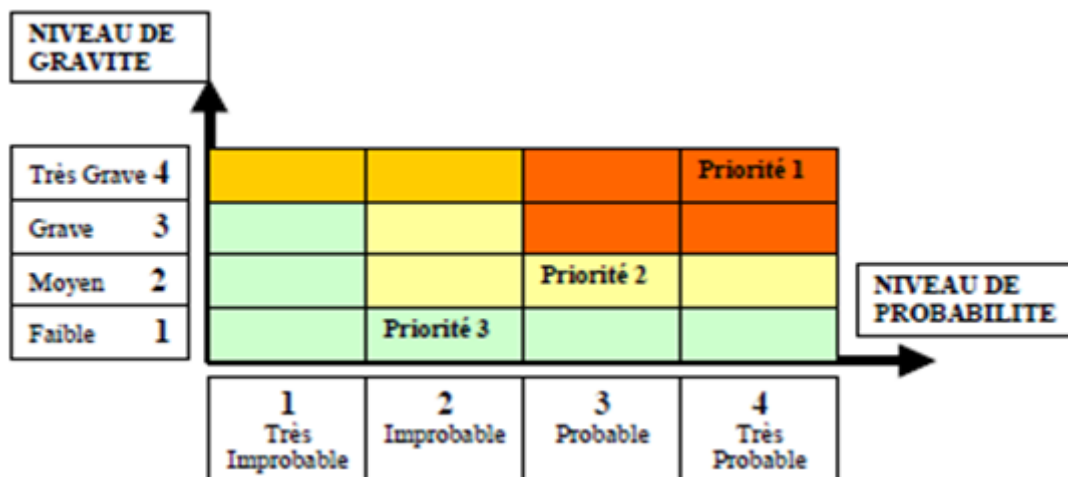 NIVEAU DE
GRAVITE
Très Grave 4
Priorité 1
Grave 3
Moyen 2
Priorité 2
NIVEAU DE
PROBABILITE
Faible 1
Priorité 3
1
Très
Improbable
2
Improbable
3
Probable
4
Très
Probable